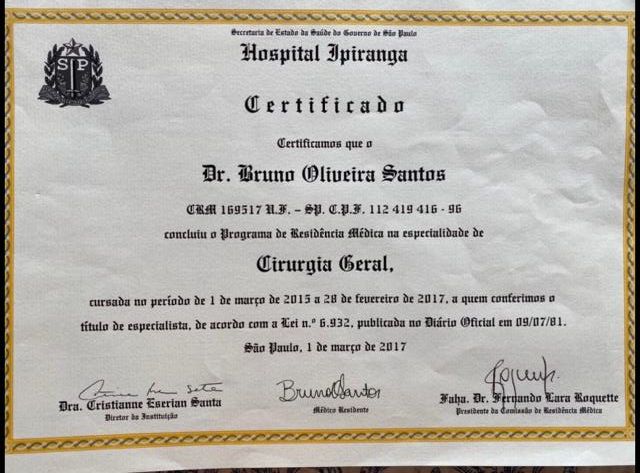 Secretaria de Estado da Saúde do Governo de São Paulo
Hospital Ipiranga
SP
Certificado
Certificamos que o
Dr. Bruno Oliveira Santos
CRM 169517 U.F. – SP. C.P.F. 112 419 416 - 96
concluiu o Programa de Residência Médica na especialidade de
Cirurgia Geral,
cursada no período de 1 de março de 2015 a 28 de fevereiro de 2017, a quem conferimos o
título de especialista, de acordo com a Lei n.º 6.932, publicada no Diário Oficial em 09/07/81.
São Paulo, 1 de março de 2017
BrunoOSantos
Dra. Cristianne Eserian Santa
Diretor da Instituição
Médico Residente
Faha. Dr. Fernando Lara Roquette
Presidente da Comissão de Residência Médica